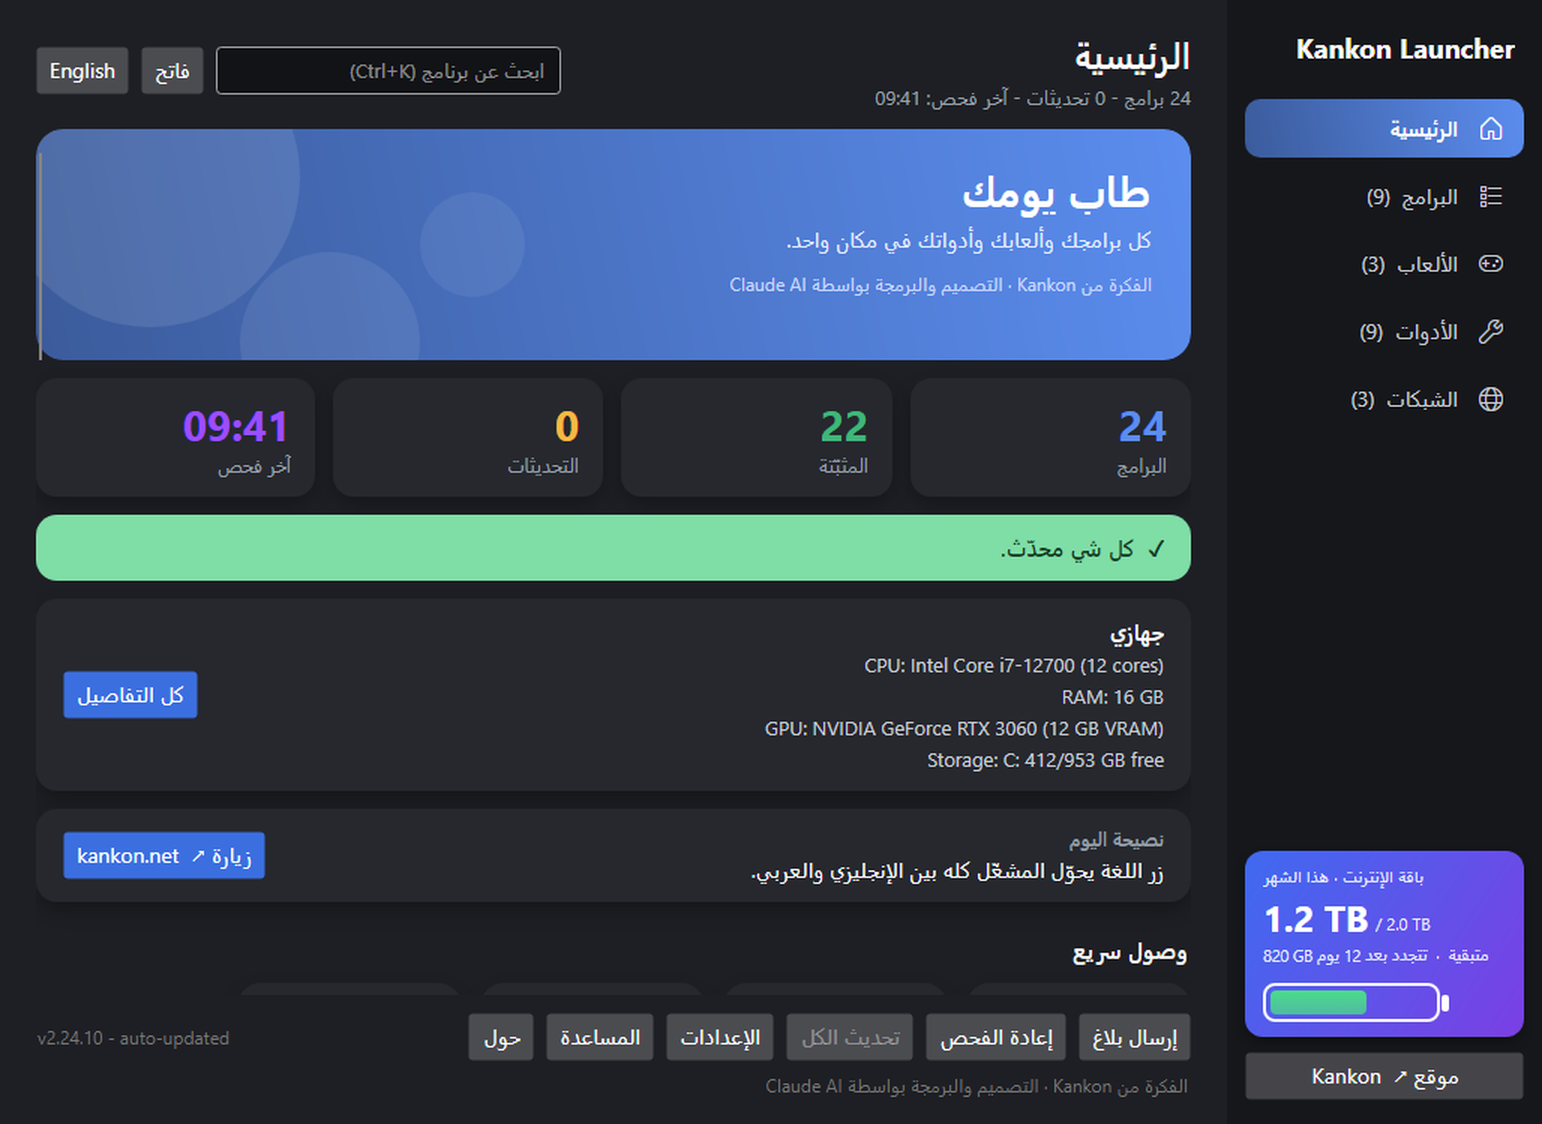 Kankon Launcher
الرئيسية
البرامج (9)
الألعاب (3)
الأدوات (9)
الشبكات (3)
باقة الإنترنت · هذا الشهر
1.2 TB / 2.0 TB
820 GB متبقية · تتجدد بعد 12 يوم
موقع Kankon ↗
الرئيسية
24 برامج - 0 تحديثات - آخر فحص: 09:41
ابحث عن برنامج (Ctrl+K)
فاتح
English
طاب يومك
كل برامجك وألعابك وأدواتك في مكان واحد.
الفكرة من Kankon · التصميم والبرمجة بواسطة Claude AI
24
البرامج
22
المثبّتة
0
التحديثات
09:41
آخر فحص
✓ كل شي محدّث.
جهازي
CPU: Intel Core i7-12700 (12 cores)
RAM: 16 GB
GPU: NVIDIA GeForce RTX 3060 (12 GB VRAM)
Storage: C: 412/953 GB free
كل التفاصيل
نصيحة اليوم
زر اللغة يحوّل المشغّل كله بين الإنجليزي والعربي.
زيارة kankon.net ↗
وصول سريع
إرسال بلاغ
إعادة الفحص
تحديث الكل
الإعدادات
المساعدة
حول
v2.24.10 - auto-updated
الفكرة من Kankon · التصميم والبرمجة بواسطة Claude AI